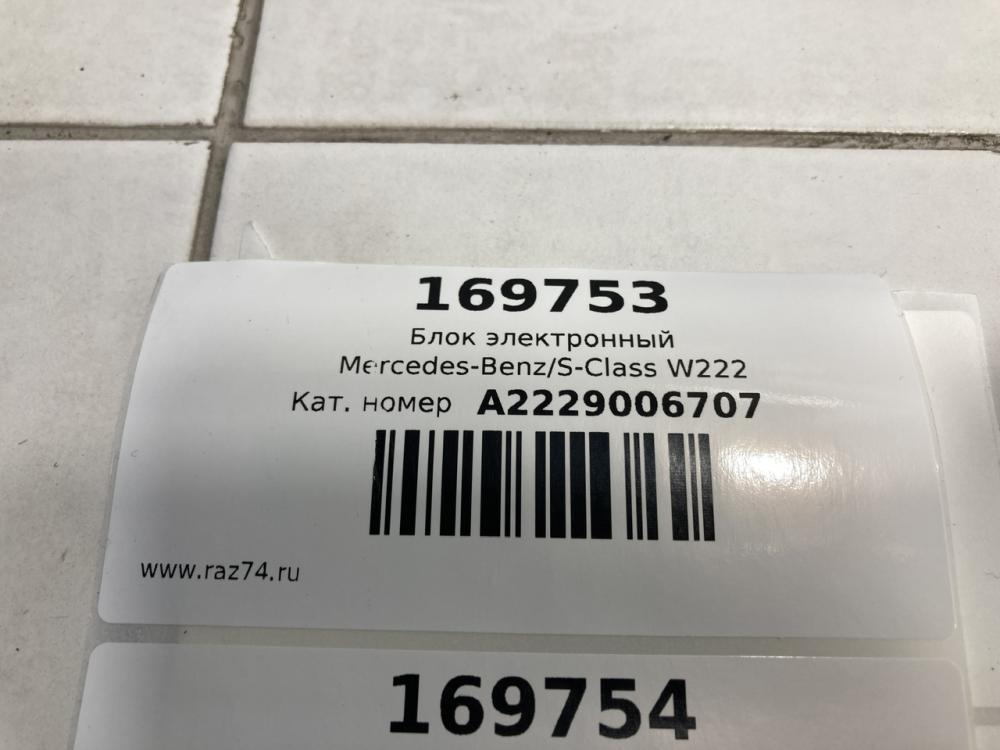 169753
Блок электронный
Mercedes-Benz/S-Class W222
Кат. номер A2229006707
www.raz74.ru
169754